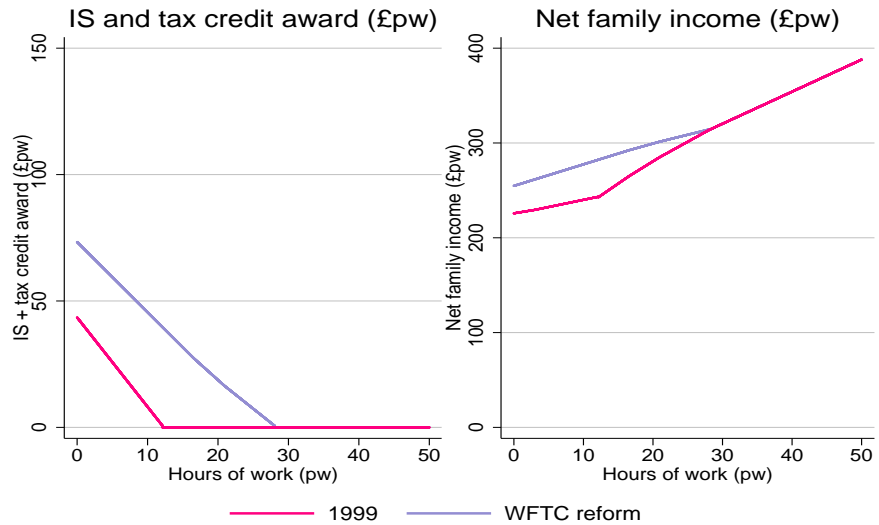 IS and tax credit award (£pw)
IS + tax credit award (£pw)
150
100
50
0
0 10 20 30 40 50
Hours of work (pw)
Net family income (£pw)
Net family income (£pw)
400
300
200
100
0
0 10 20 30 40 50
Hours of work (pw)
1999 WFTC reform